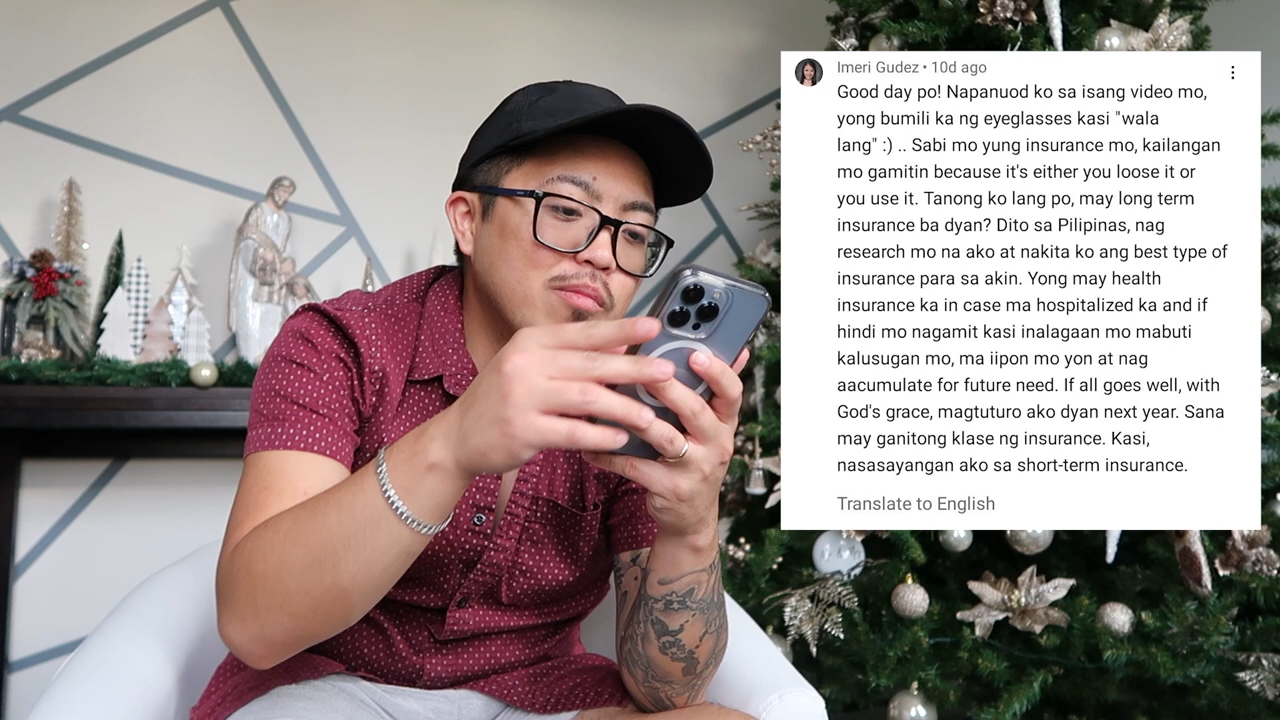 Imeri Gudez • 10d ago
Good day po! Napanuod ko sa isang video mo,
yong bumili ka ng eyeglasses kasi "wala
lang" :) .. Sabi mo yung insurance mo, kailangan
mo gamitin because it's either you loose it or
you use it. Tanong ko lang po, may long term
insurance ba dyan? Dito sa Pilipinas, nag
research mo na ako at nakita ko ang best type of
insurance para sa akin. Yong may health
insurance ka in case ma hospitalized ka and if
hindi mo nagamit kasi inalagaan mo mabuti
kalusugan mo, ma iipon mo yon at nag
aacumulate for future need. If all goes well, with
God's grace, magtuturo ako dyan next year. Sana
may ganitong klase ng insurance. Kasi,
nasasayangan ako sa short-term insurance.
Translate to English